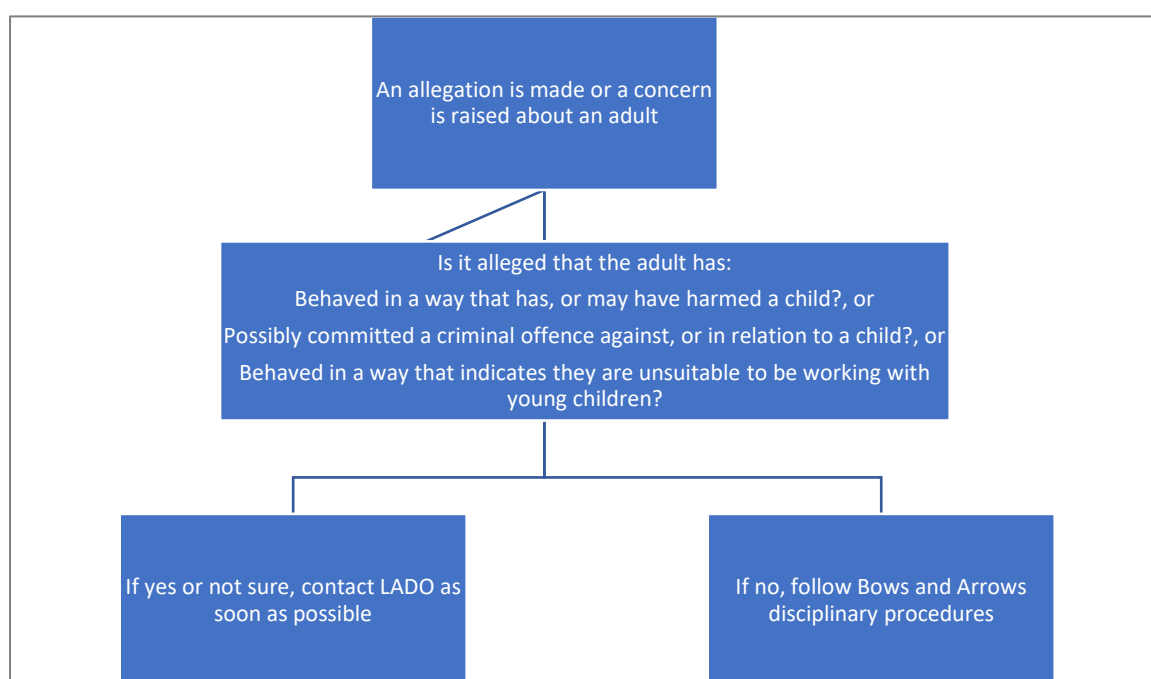 An allegation is made or a concern
is raised about an adult
Is it alleged that the adult has:
Behaved in a way that has, or may have harmed a child?, or
Possibly committed a criminal offence against, or in relation to a child?, or
Behaved in a way that indicates they are unsuitable to be working with
young children?
If yes or not sure, contact LADO as
soon as possible
If no, follow Bows and Arrows
disciplinary procedures